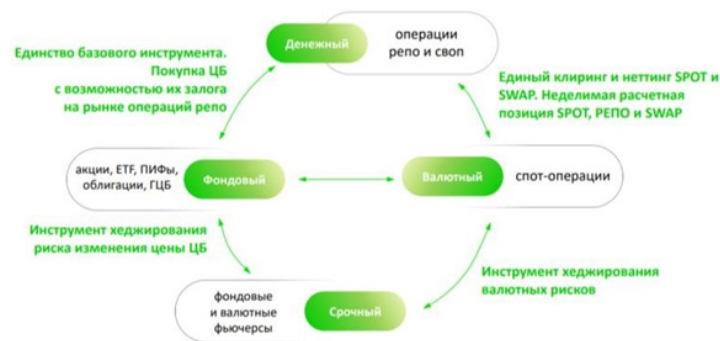 Денежный
операции
репо и своп
Единство базового инструмента.
Покупка ЦБ
с возможностью их залога
на рынке операций репо
Единый клиринг и неттинг SPOT и
SWAP. Неделимая расчетная
позиция SPOT, РЕПО и SWAP
акции, ETF, ПИФы,
облигации, ГЦБ
Фондовый
Валютный
спот-операции
Инструмент хеджирования
риска изменения цены ЦБ
Инструмент хеджирования
валютных рисков
фондовые
и валютные
фьючерсы
Срочный